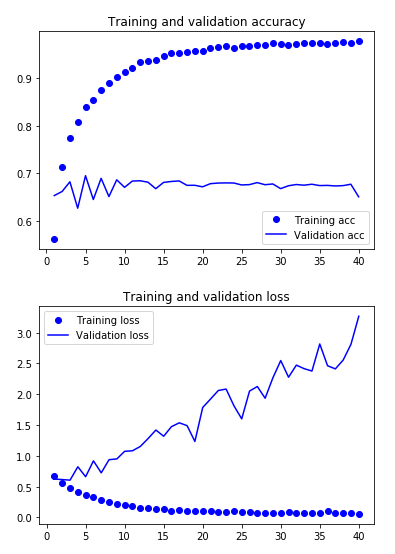 Training and validation accuracy
0.9
0.8
0.7
0.6
Training acc
Validation acc
0 5 10 15 20 25 30 35 40
Training and validation loss
Training loss
Validation loss
3.0
2.5
2.0
1.5
1.0
0.5
0.0
0 5 10 15 20 25 30 35 40